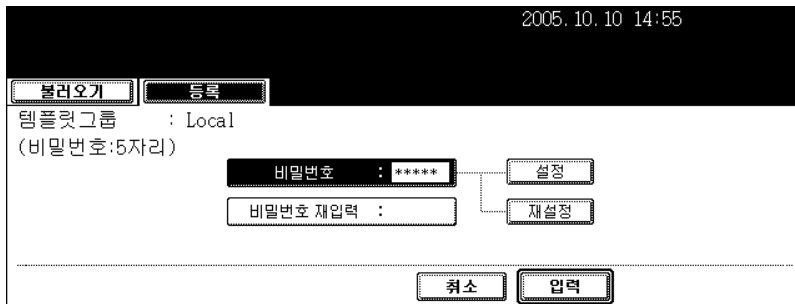 2005.10.10 14:55
불러오기 등록
템플릿그룹 : Local
(비밀번호:5자리)
비밀번호 : ***** 설정
비밀번호 재입력 : 재설정
취소 입력